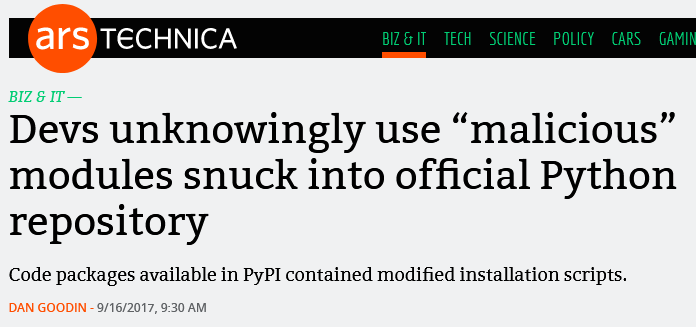 ars TECHNICA
BIZ & IT TECH SCIENCE POLICY CARS GAMIN
BIZ & IT —
Devs unknowingly use “malicious”
modules snuck into official Python
repository
Code packages available in PyPI contained modified installation scripts.
DAN GOODIN - 9/16/2017, 9:30 AM